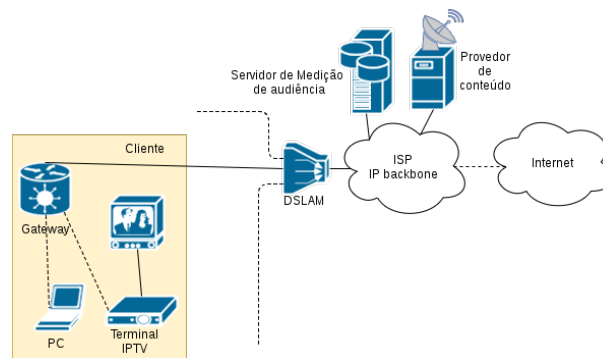 Servidor de Medição
de audiência
Provedor
de
conteúdo
Cliente
ISP
IP backbone
Internet
DSLAM
Gateway
PC
Terminal
IPTV